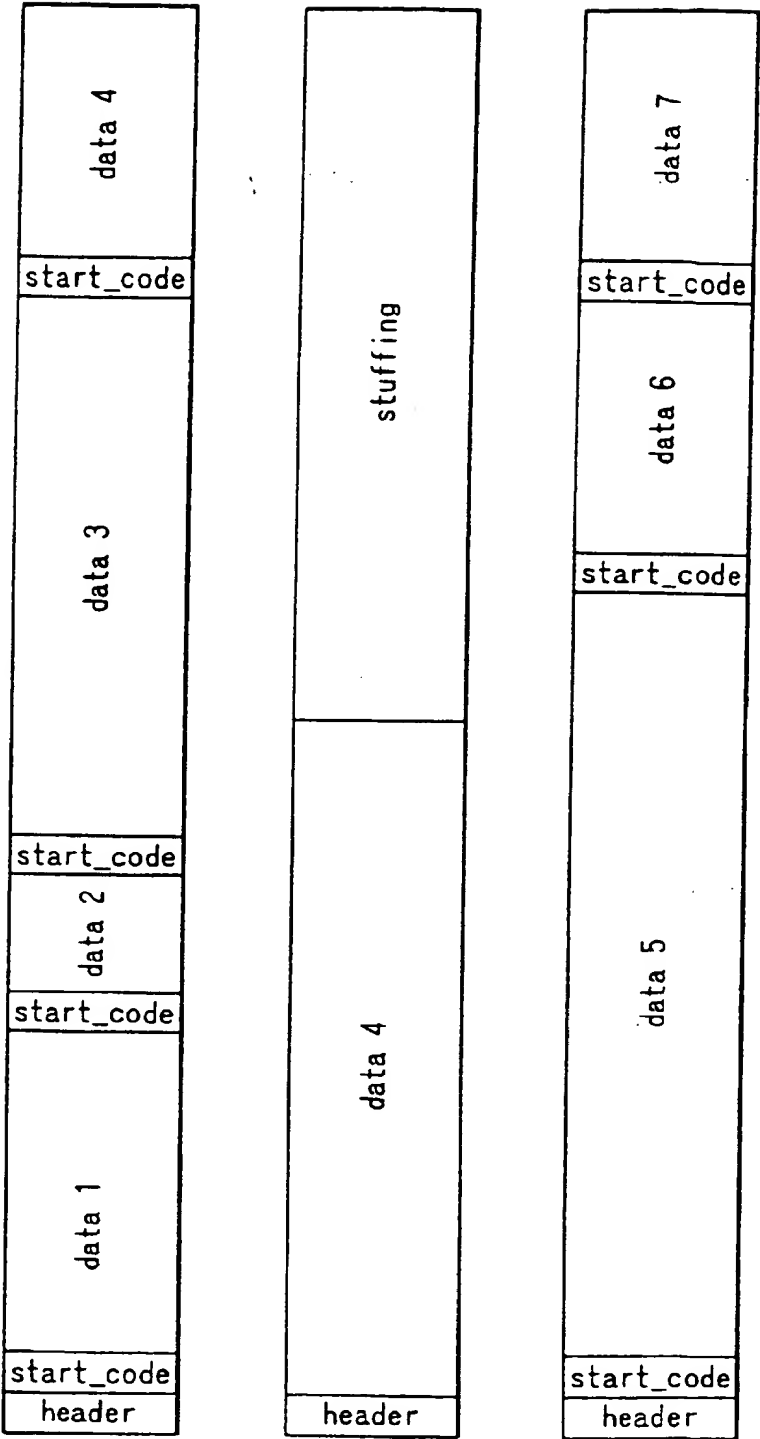 data 4
start_code
data 3
start_code
data 2
start_code
data 1
start_code
header
stuffing
data 4
header
data 7
start_code
data 6
start_code
data 5
start_code
header